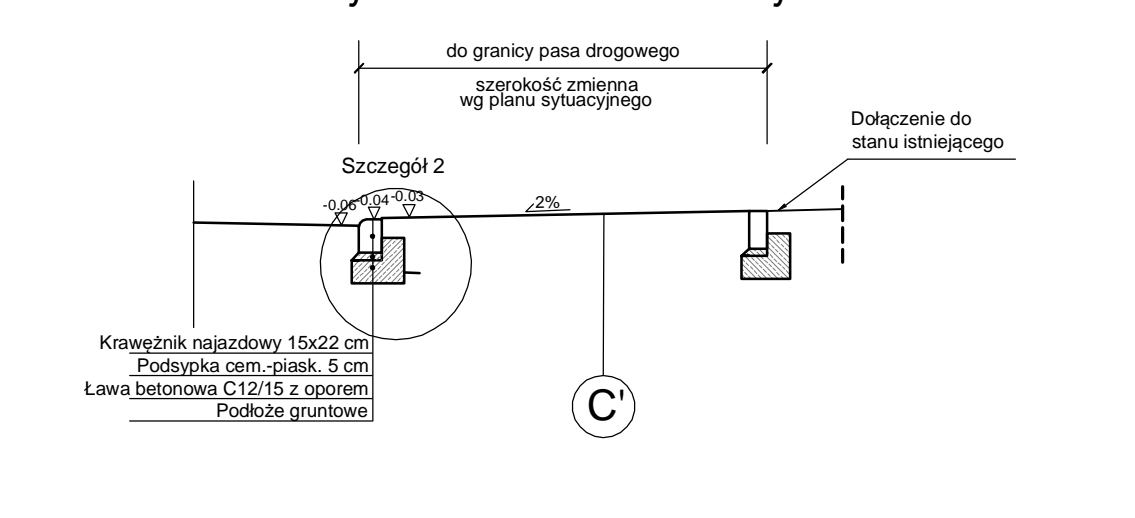 do granicy pasa drogowego
szerokość zmienna
wg planu sytuacyjnego
Dołączenie do
stanu istniejącego
Szczegół 2
-0.06 -0.04 -0.03
2%
Krawężnik najazdowy 15x22 cm
Podsypka cem.-piask. 5 cm
Ława betonowa C12/15 z oporem
Podłoże gruntowe
C'